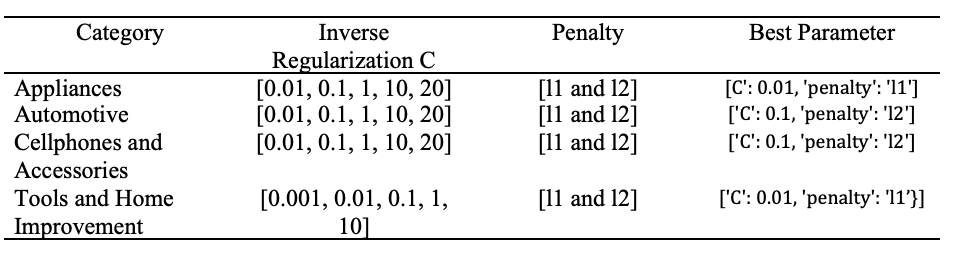 Category Inverse Penalty Best Parameter
Regularization C
Appliances [0.01, 0.1, 1, 10, 20] [l1 and l2] [C': 0.01, 'penalty': 'l1']
Automotive [0.01, 0.1, 1, 10, 20] [l1 and l2] ['C': 0.1, 'penalty': 'l2']
Cellphones and [0.01, 0.1, 1, 10, 20] [l1 and l2] ['C': 0.1, 'penalty': 'l2']
Accessories
Tools and Home [0.001, 0.01, 0.1, 1, [l1 and l2] ['C': 0.01, 'penalty': 'l1’}]
Improvement 10]